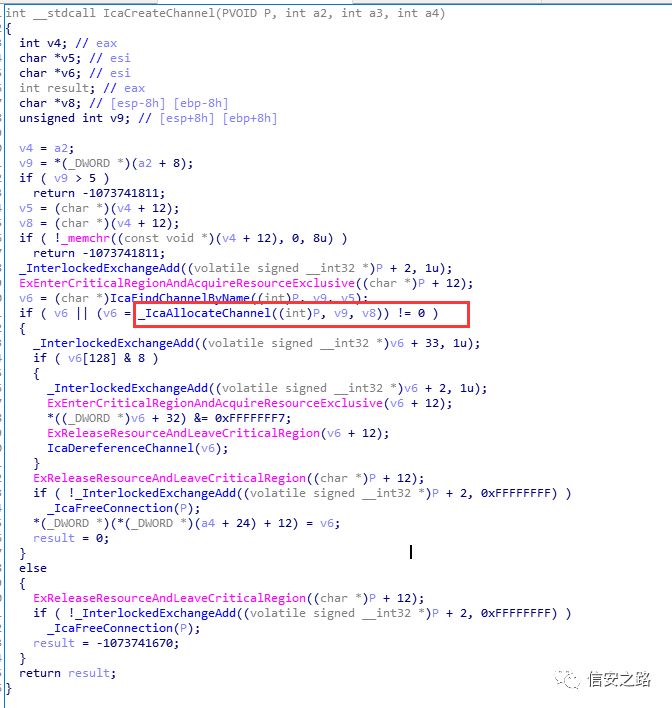 int __stdcall IcaCreateChannel(PVOID P, int a2, int a3, int a4)
{
  int v4; // eax
  char *v5; // esi
  char *v6; // esi
  int result; // eax
  char *v8; // [esp-8h] [ebp-8h]
  unsigned int v9; // [esp+8h] [ebp+8h]

  v4 = a2;
  v9 = *(_DWORD *)(a2 + 8);
  if ( v9 > 5 )
    return -1073741811;
  v5 = (char *)(v4 + 12);
  v8 = (char *)(v4 + 12);
  if ( !_memchr((const void *)(v4 + 12), 0, 8u) )
    return -1073741811;
  _InterlockedExchangeAdd((volatile signed __int32 *)P + 2, 1u);
  ExEnterCriticalRegionAndAcquireResourceExclusive((char *)P + 12);
  v6 = (char *)IcaFindChannelByName((int)P, v9, v5);
  if ( v6 || (v6 = _IcaAllocateChannel((int)P, v9, v8)) != 0 )
  {
    _InterlockedExchangeAdd((volatile signed __int32 *)v6 + 33, 1u);
    if ( v6[128] & 8 )
    {
      _InterlockedExchangeAdd((volatile signed __int32 *)v6 + 2, 1u);
      ExEnterCriticalRegionAndAcquireResourceExclusive(v6 + 12);
      *((_DWORD *)v6 + 32) &= 0xFFFFFFF7;
      ExReleaseResourceAndLeaveCriticalRegion(v6 + 12);
      IcaDereferenceChannel(v6);
    }
    ExReleaseResourceAndLeaveCriticalRegion((char *)P + 12);
    if ( !_InterlockedExchangeAdd((volatile signed __int32 *)P + 2, 0xFFFFFFFF) )
      _IcaFreeConnection(P);
    *(_DWORD *)(*(_DWORD *)(a4 + 24) + 12) = v6;
    result = 0;
  }
  else
  {
    ExReleaseResourceAndLeaveCriticalRegion((char *)P + 12);
    if ( !_InterlockedExchangeAdd((volatile signed __int32 *)P + 2, 0xFFFFFFFF) )
      _IcaFreeConnection(P);
    result = -1073741670;
  }
  return result;
}
信安之路